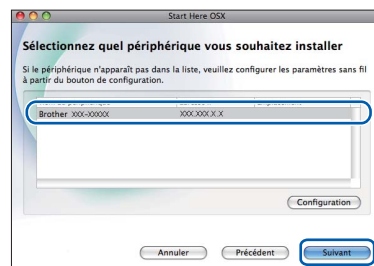 Start Here OSX
Sélectionnez quel périphérique vous souhaitez installer
Si le périphérique n'apparaît pas dans la liste, veuillez configurer les paramètres sans fil
à partir du bouton de configuration.
Brother XXX-XXXXX XXX.XXX.X.X
Configuration
Annuler Précédent Suivant